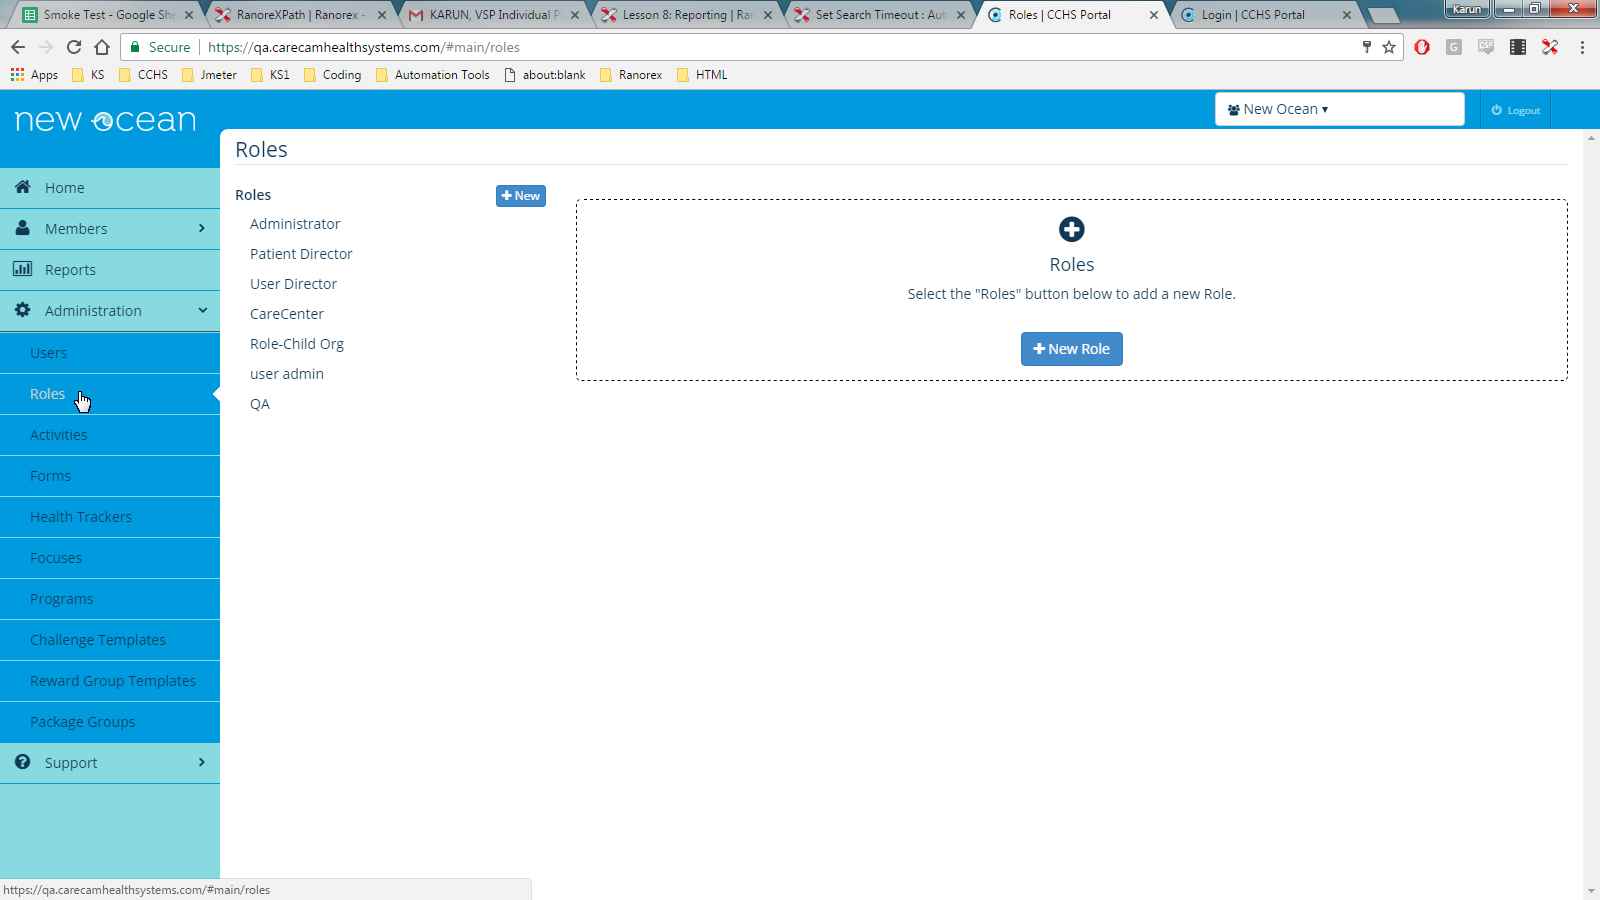 Smoke Test - Google She
RanoreXPath | Ranorex -
KARUN, VSP Individual P
Lesson 8: Reporting | Ra
Set Search Timeout : Aut
Roles | CCHS Portal
Login | CCHS Portal
Karun
Secure
https://qa.carecamhealthsystems.com/#main/roles
Apps
KS
CCHS
Jmeter
KS1
Coding
Automation Tools
about:blank
Ranorex
HTML
new ocean
New Ocean
Logout
Home
Members
Reports
Administration
Users
Roles
Activities
Forms
Health Trackers
Focuses
Programs
Challenge Templates
Reward Group Templates
Package Groups
Support
Roles
Roles
New
Administrator
Patient Director
User Director
CareCenter
Role-Child Org
user admin
QA
Roles
Select the "Roles" button below to add a new Role.
New Role
https://qa.carecamhealthsystems.com/#main/roles